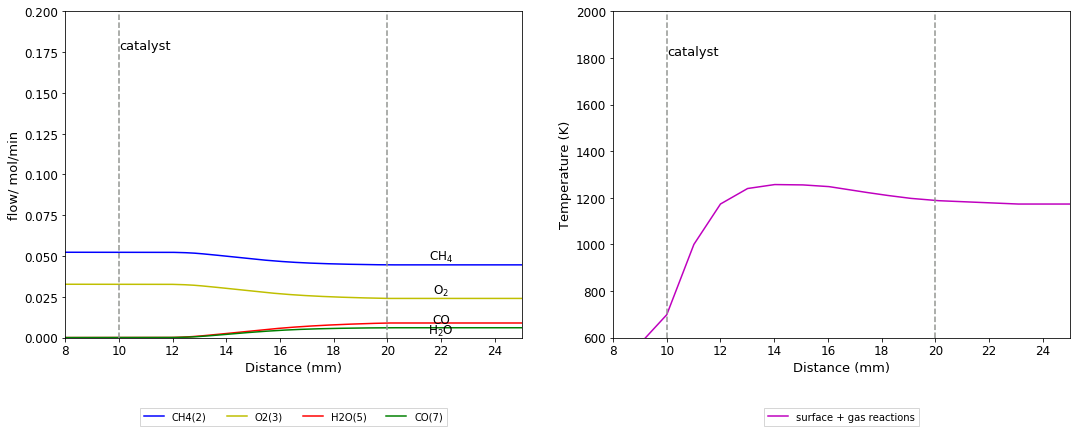 0.200
0.175
0.150
0.125
0.100
0.075
0.050
0.025
0.000
flow/ mol/min
catalyst
CH₄
O₂
CO
H₂O
8 10 12 14 16 18 20 22 24
Distance (mm)
CH4(2) O2(3) H2O(5) CO(7)
2000
1800
1600
1400
1200
1000
800
600
Temperature (K)
catalyst
8 10 12 14 16 18 20 22 24
Distance (mm)
surface + gas reactions